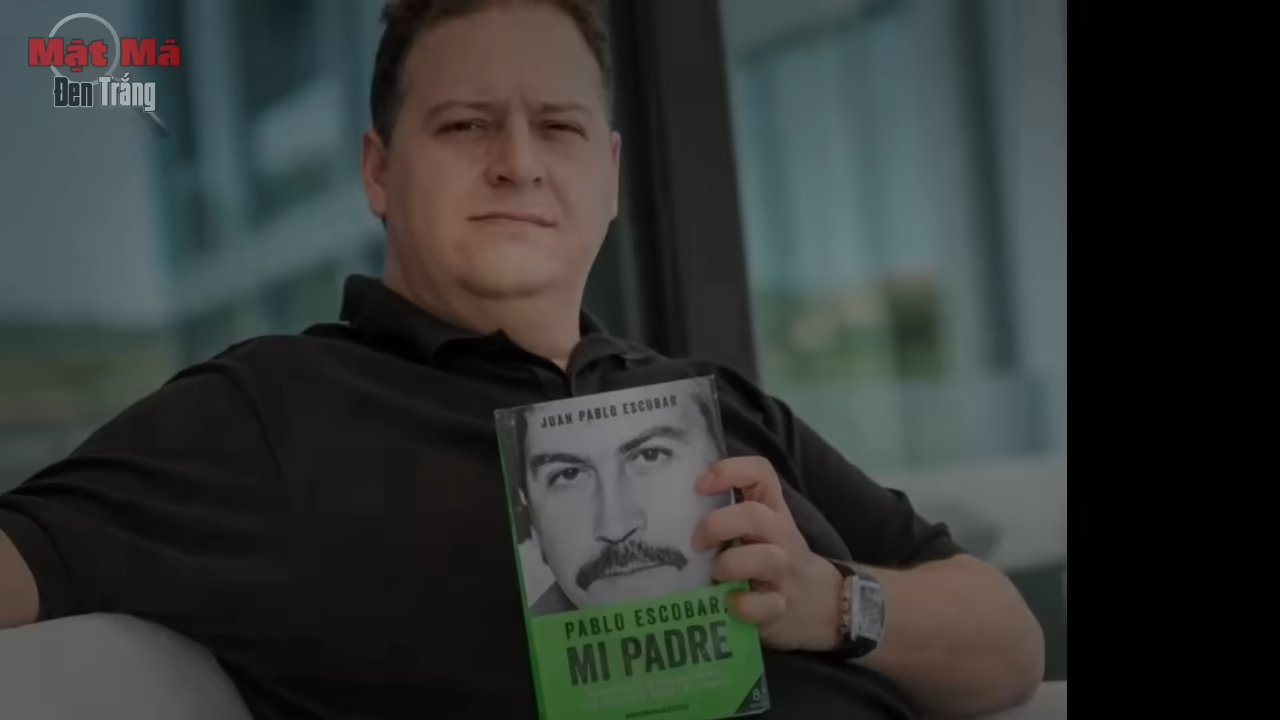 Mật Mã
Đen Trắng
JUAN PABLO ESCOBAR
PABLO ESCOBAR.
MI PADRE